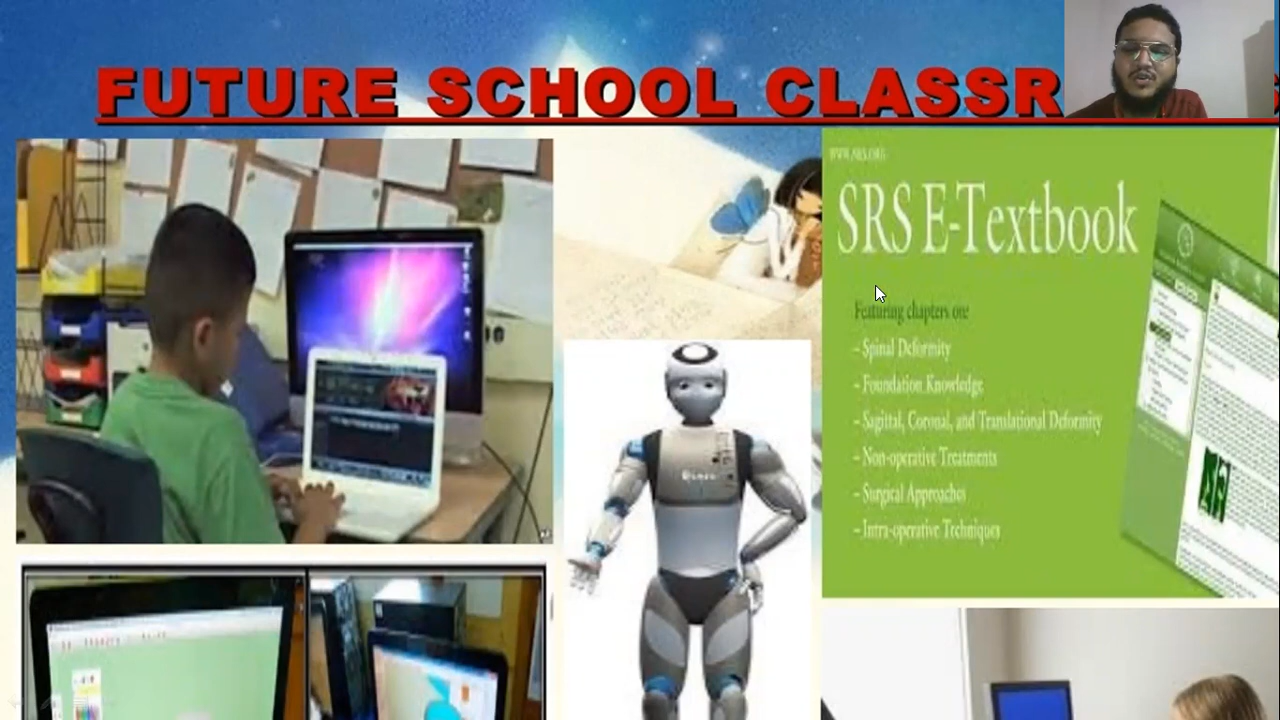 FUTURE SCHOOL CLASSR
WWW.SRS.ORG
SRS E-Textbook
Featuring chapters on:
- Spinal Deformity
- Foundation Knowledge
- Sagittal, Coronal, and Translational Deformity
- Non-operative Treatments
- Surgical Approaches
- Intra-operative Techniques